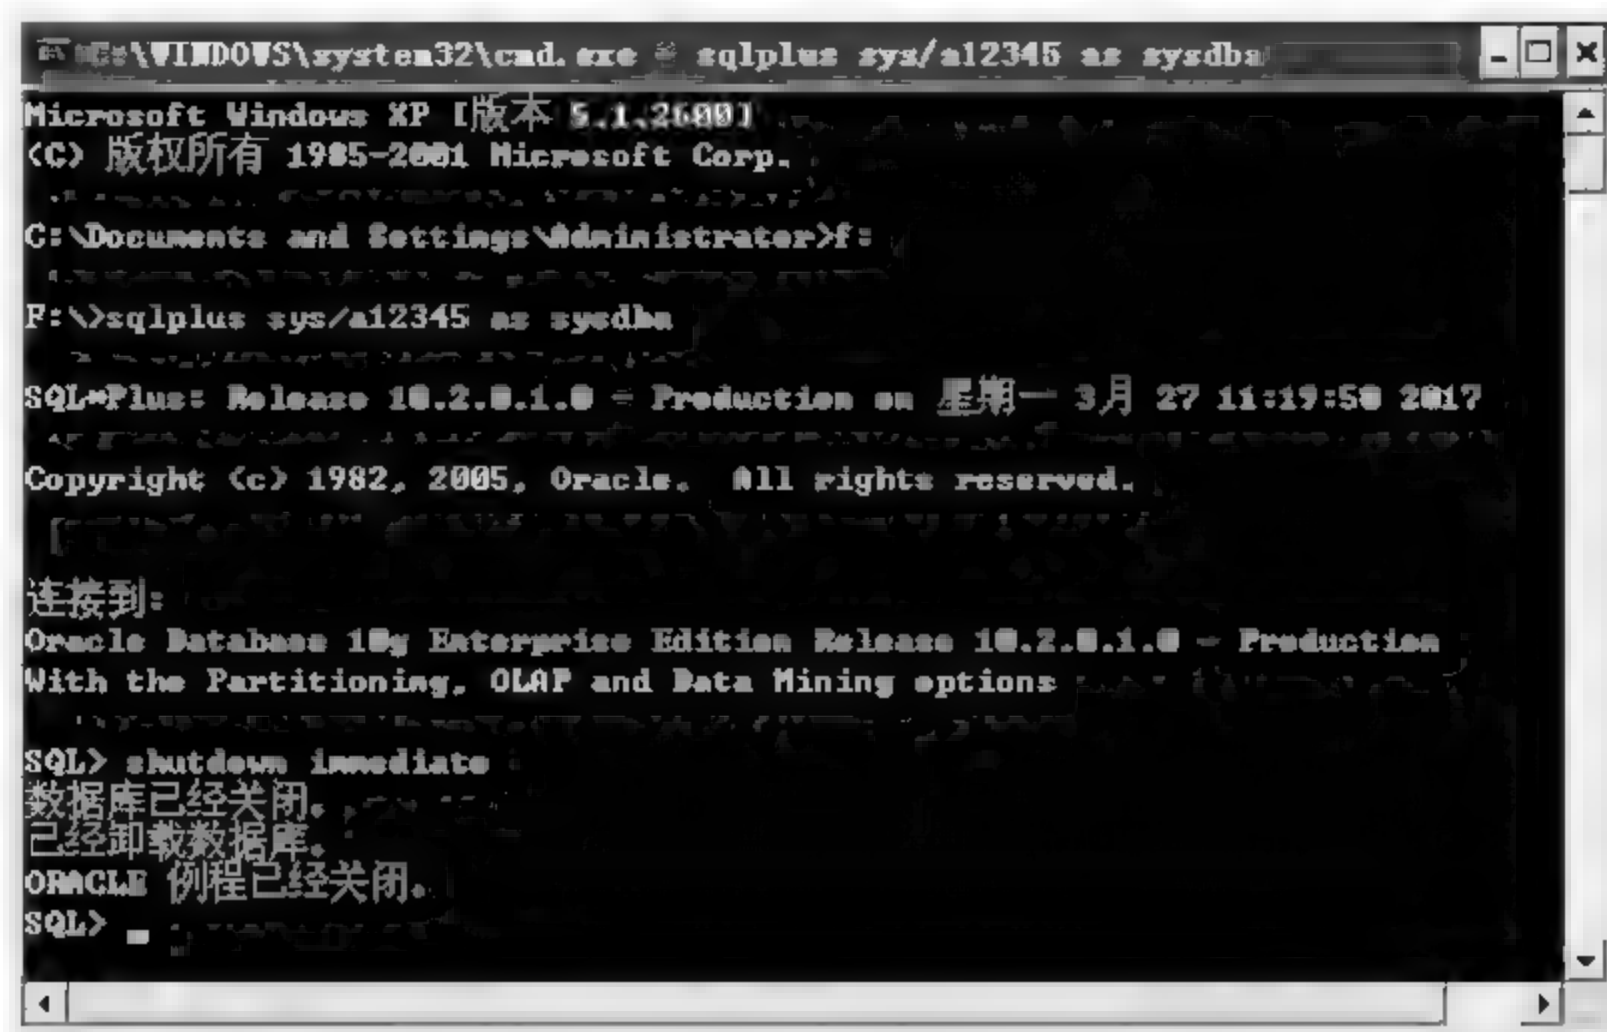 C:\WINDOWS\system32\cmd.exe - sqlplus sys/a12345 as sysdba
Microsoft Windows XP [版本 5.1.2600]
(C) 版权所有 1985-2001 Microsoft Corp.
C:\Documents and Settings\Administrator>f:
F:\>sqlplus sys/a12345 as sysdba
SQL*Plus: Release 10.2.0.1.0 - Production on 星期一 3月 27 11:19:50 2017
Copyright (c) 1982, 2005, Oracle.  All rights reserved.
连接到:
Oracle Database 10g Enterprise Edition Release 10.2.0.1.0 - Production
With the Partitioning, OLAP and Data Mining options
SQL> shutdown immediate
数据库已经关闭。
已经卸载数据库。
ORACLE 例程已经关闭。
SQL> _